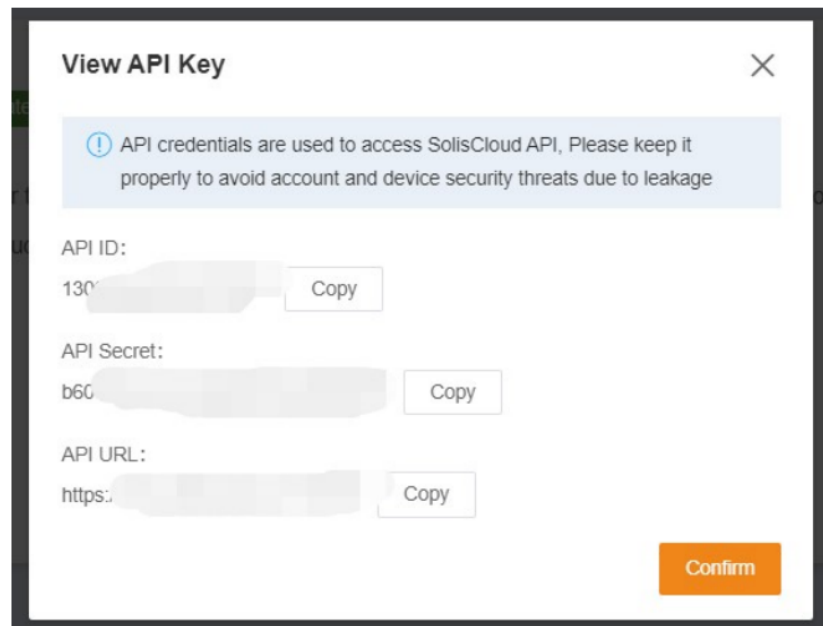 View API Key
API credentials are used to access SolisCloud API, Please keep it
properly to avoid account and device security threats due to leakage
API ID:
130
Copy
API Secret:
b60
Copy
API URL:
https:
Copy
Confirm